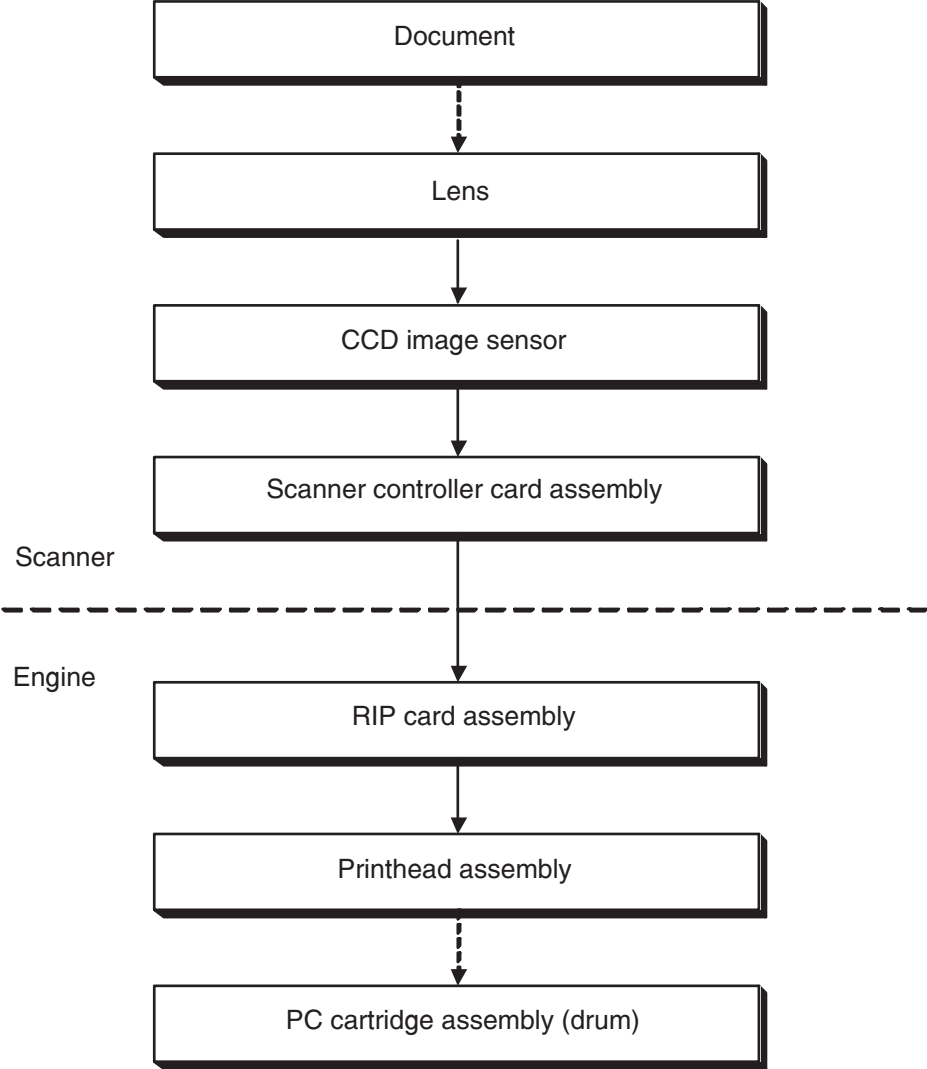 Document
Lens
CCD image sensor
Scanner controller card assembly
Scanner
Engine
RIP card assembly
Printhead assembly
PC cartridge assembly (drum)